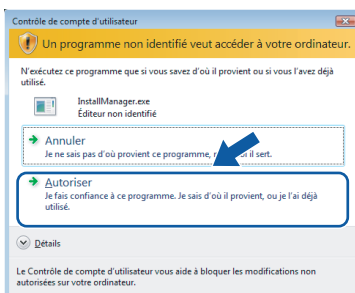 Contrôle de compte d'utilisateur
Un programme non identifié veut accéder à votre ordinateur.
N'exécutez ce programme que si vous savez d'où il provient ou si vous l'avez déjà
utilisé.
InstallManager.exe
Éditeur non identifié
Annuler
Je ne sais pas d'où provient ce programme, il sert.
Autoriser
Je fais confiance à ce programme. Je sais d'où il provient, ou je l'ai déjà
utilisé.
Détails
Le Contrôle de compte d'utilisateur vous aide à bloquer les modifications non
autorisées sur votre ordinateur.